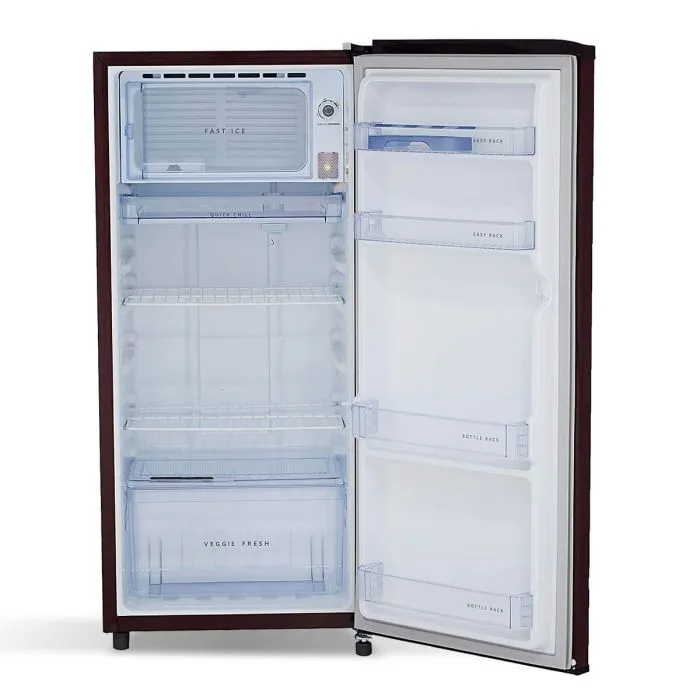 FAST ICE
QUICK CHILL
VEGGIE FRESH
EASY RACK
EASY RACK
BOTTLE RACK
BOTTLE RACK